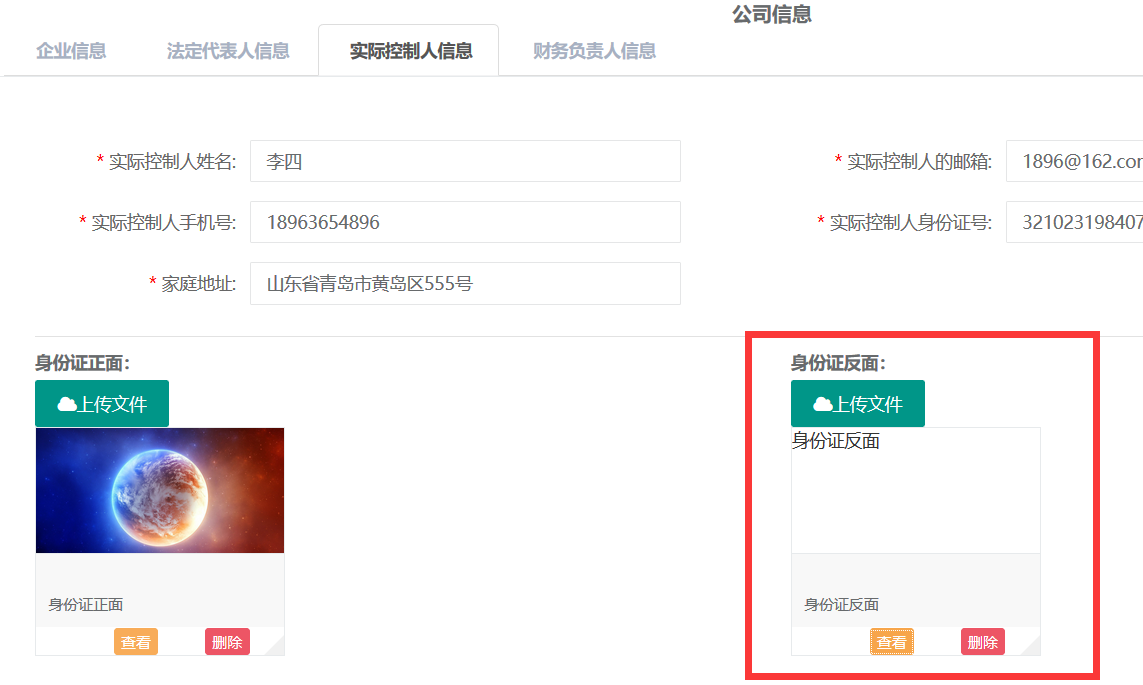 公司信息
企业信息 法定代表人信息 实际控制人信息 财务负责人信息
* 实际控制人姓名: 李四 * 实际控制人的邮箱: 1896@162.cor
* 实际控制人手机号: 18963654896 * 实际控制人身份证号: 321023198407
* 家庭地址: 山东省青岛市黄岛区555号
身份证正面: 身份证反面:
上传文件 上传文件
身份证反面
身份证正面 身份证反面
查看 删除 查看 删除